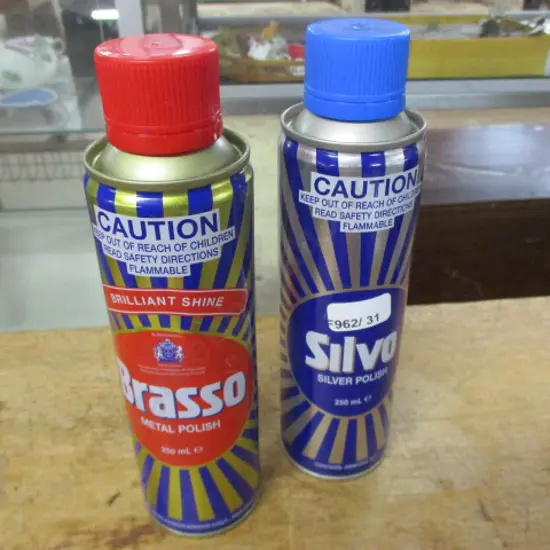 CAUTION
KEEP OUT OF REACH OF CHILDREN
READ SAFETY DIRECTIONS
FLAMMABLE
BRILLIANT SHINE
Brasso
METAL POLISH
250 mL e
CAUTION
KEEP OUT OF REACH OF CHILDREN
READ SAFETY DIRECTIONS
FLAMMABLE
F962/ 31
Silvo
SILVER POLISH
250 mL e